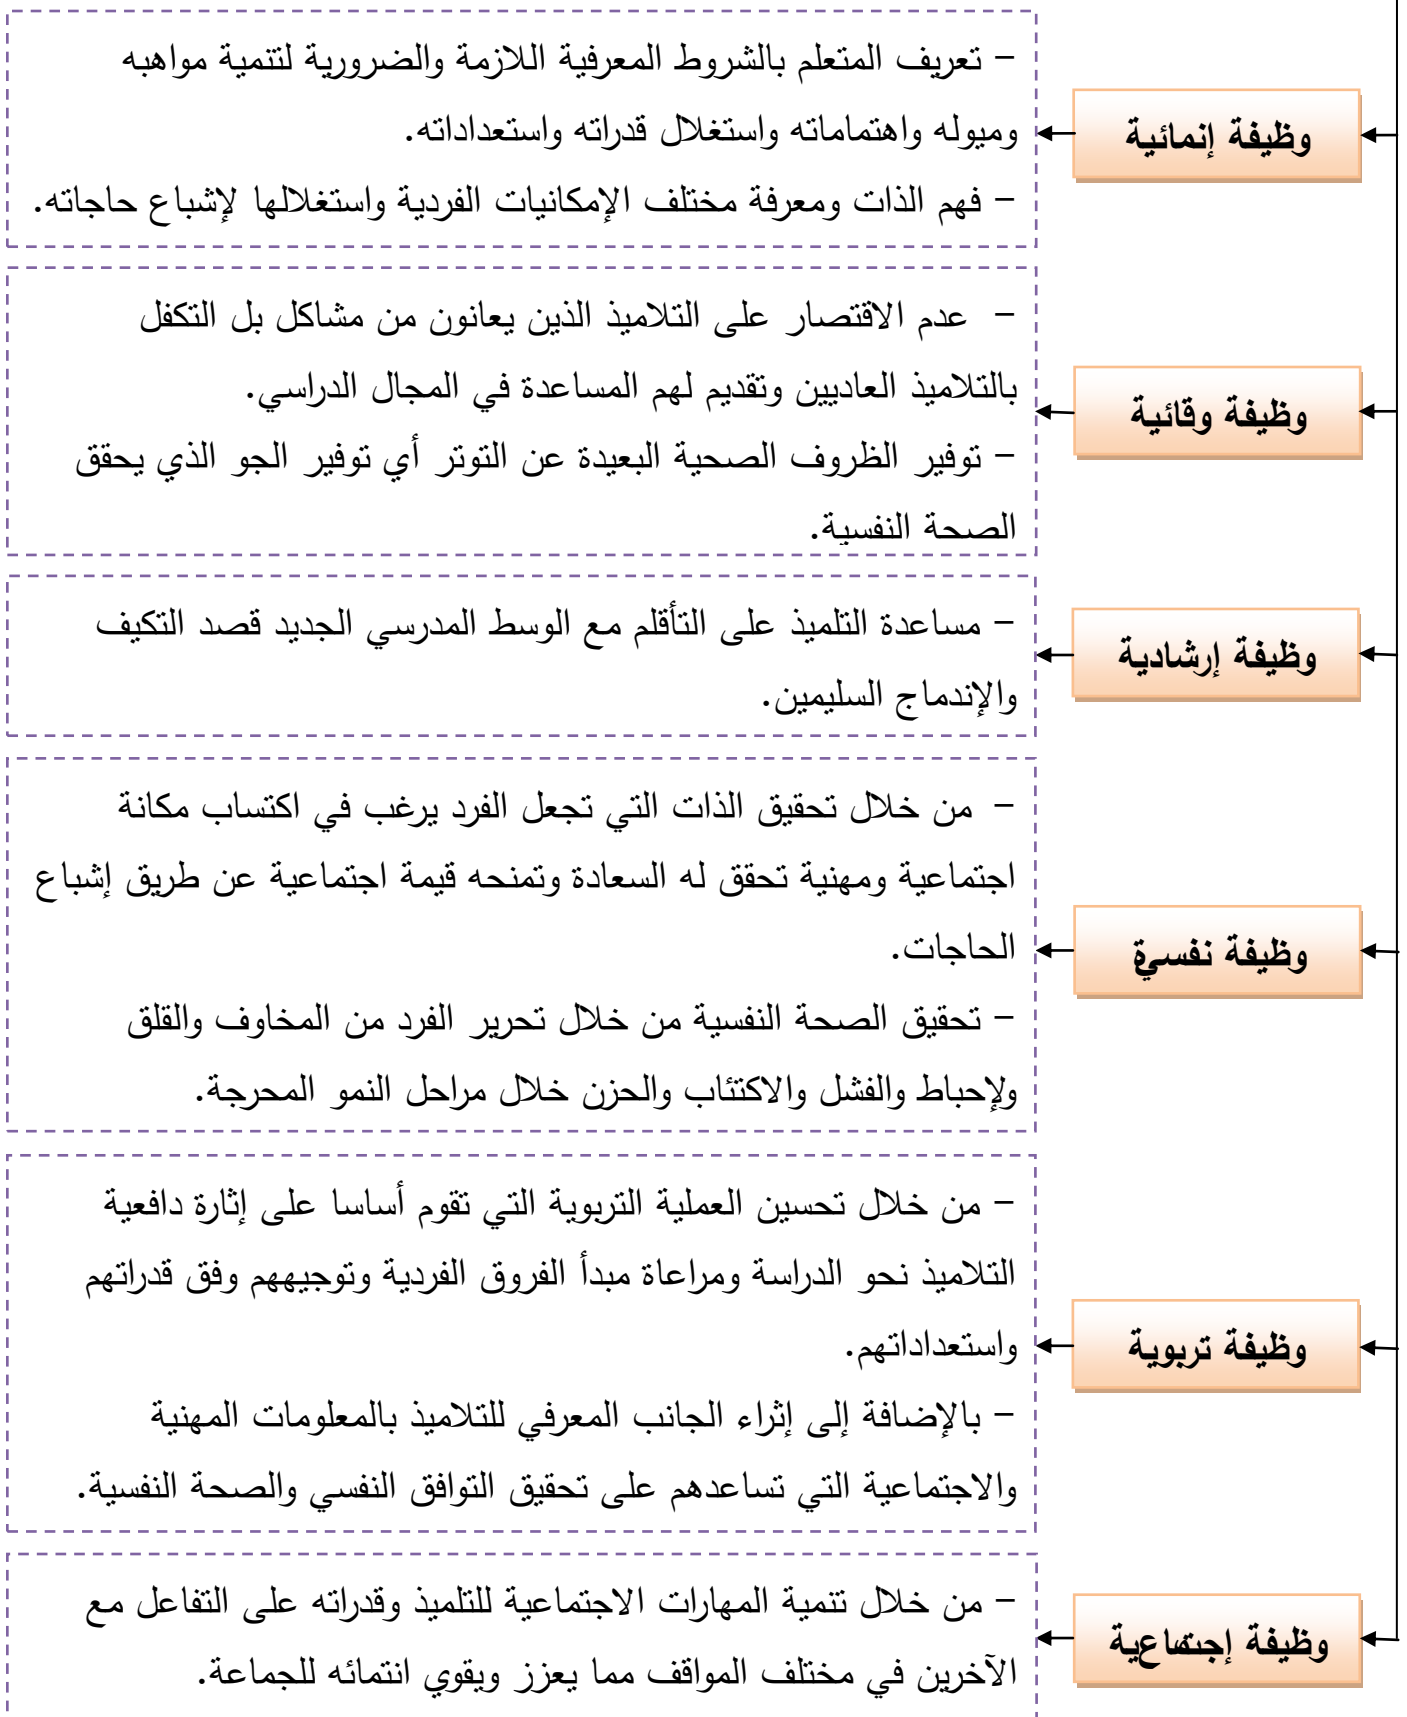 وظيفة إنمائية
- تعريف المتعلم بالشروط المعرفية اللازمة والضرورية لتنمية مواهبه
وميوله واهتماماته واستغلال قدراته واستعداداته.
- فهم الذات ومعرفة مختلف الإمكانيات الفردية واستغلالها لإشباع حاجاته.
وظيفة وقائية
- عدم الاقتصار على التلاميذ الذين يعانون من مشاكل بل التكفل
بالتلاميذ العاديين وتقديم لهم المساعدة في المجال الدراسي.
- توفير الظروف الصحية البعيدة عن التوتر أي توفير الجو الذي يحقق
الصحة النفسية.
وظيفة إرشادية
- مساعدة التلميذ على التأقلم مع الوسط المدرسي الجديد قصد التكيف
والإندماج السليمين.
وظيفة نفسية
- من خلال تحقيق الذات التي تجعل الفرد يرغب في اكتساب مكانة
اجتماعية ومهنية تحقق له السعادة وتمنحه قيمة اجتماعية عن طريق إشباع
الحاجات.
- تحقيق الصحة النفسية من خلال تحرير الفرد من المخاوف والقلق
ولإحباط والفشل والاكتئاب والحزن خلال مراحل النمو المحرجة.
وظيفة تربوية
- من خلال تحسين العملية التربوية التي تقوم أساسا على إثارة دافعية
التلاميذ نحو الدراسة ومراعاة مبدأ الفروق الفردية وتوجيههم وفق قدراتهم
واستعداداتهم.
- بالإضافة إلى إثراء الجانب المعرفي للتلاميذ بالمعلومات المهنية
والاجتماعية التي تساعدهم على تحقيق التوافق النفسي والصحة النفسية.
وظيفة إجتماعية
- من خلال تنمية المهارات الاجتماعية للتلميذ وقدراته على التفاعل مع
الآخرين في مختلف المواقف مما يعزز ويقوي انتمائه للجماعة.